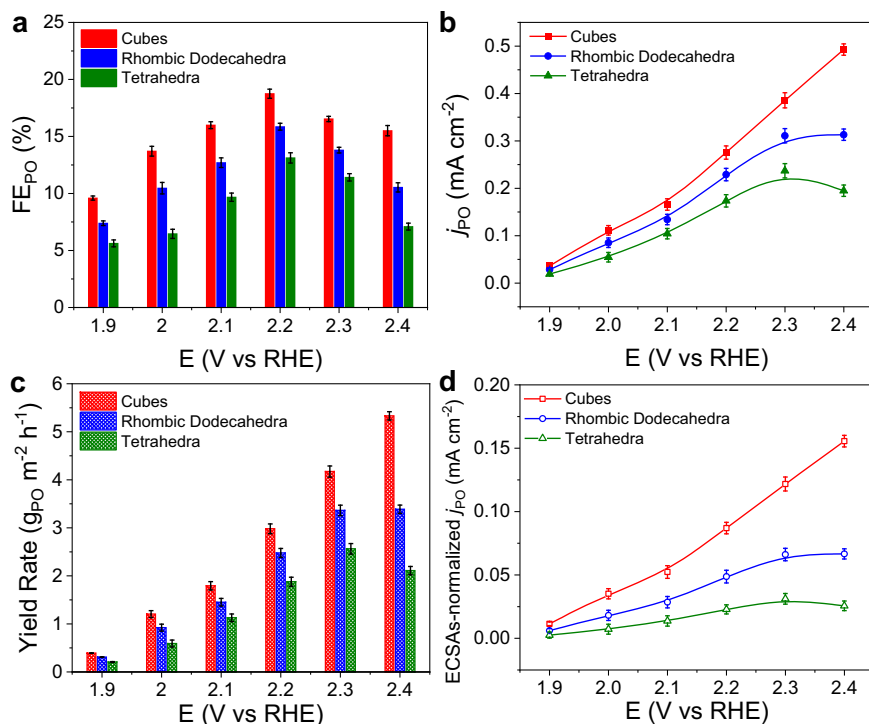 a
FE_PO (%)
25
20
15
10
5
0
Cubes
Rhombic Dodecahedra
Tetrahedra
1.9 2 2.1 2.2 2.3 2.4
E (V vs RHE)
b
j_PO (mA cm⁻²)
0.5
0.4
0.3
0.2
0.1
0.0
Cubes
Rhombic Dodecahedra
Tetrahedra
1.9 2.0 2.1 2.2 2.3 2.4
E (V vs RHE)
c
Yield Rate (g_PO m⁻² h⁻¹)
6
5
4
3
2
1
0
Cubes
Rhombic Dodecahedra
Tetrahedra
1.9 2 2.1 2.2 2.3 2.4
E (V vs RHE)
d
ECSAs-normalized j_PO (mA cm⁻²)
0.20
0.15
0.10
0.05
0.00
Cubes
Rhombic Dodecahedra
Tetrahedra
1.9 2.0 2.1 2.2 2.3 2.4
E (V vs RHE)